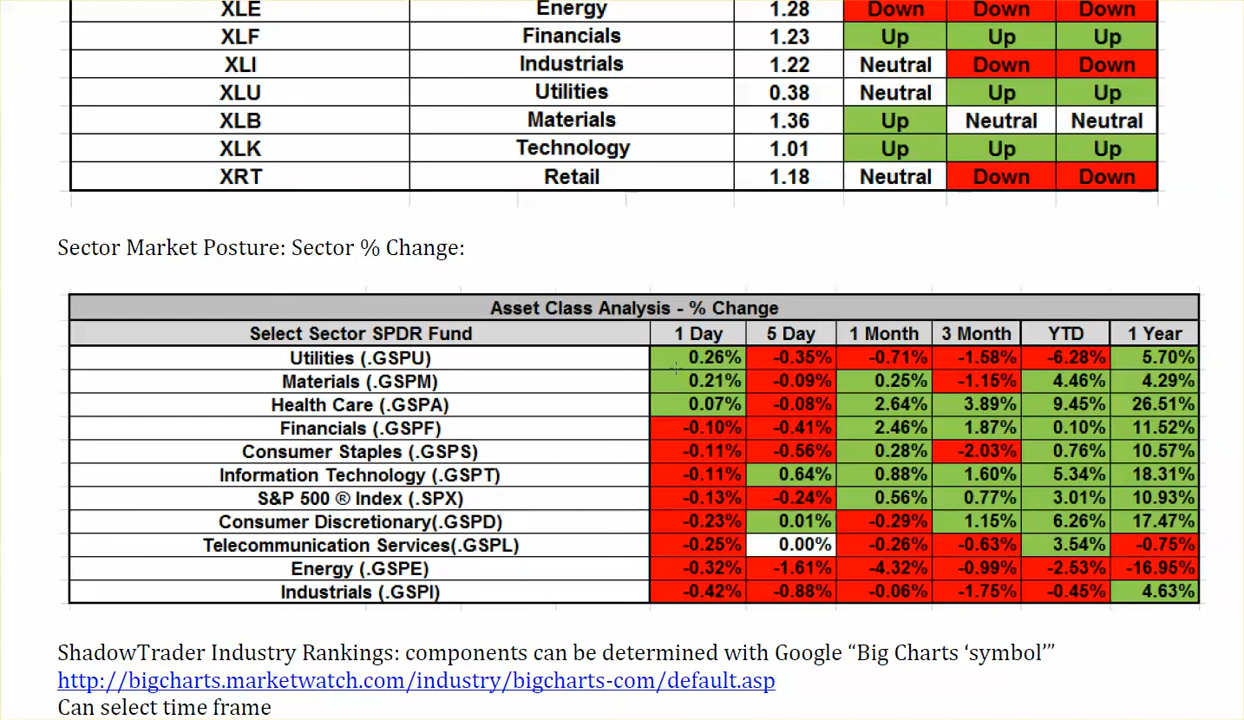 XLE Energy 1.28 Down Down Down
XLF Financials 1.23 Up Up Up
XLI Industrials 1.22 Neutral Down Down
XLU Utilities 0.38 Neutral Up Up
XLB Materials 1.36 Up Neutral Neutral
XLK Technology 1.01 Up Up Up
XRT Retail 1.18 Neutral Down Down
Sector Market Posture: Sector % Change:
Asset Class Analysis - % Change
Select Sector SPDR Fund 1 Day 5 Day 1 Month 3 Month YTD 1 Year
Utilities (.GSPU) 0.26% -0.35% -0.71% -1.58% -6.28% 5.70%
Materials (.GSPM) 0.21% -0.09% 0.25% -1.15% 4.46% 4.29%
Health Care (.GSPA) 0.07% -0.08% 2.64% 3.89% 9.45% 26.51%
Financials (.GSPF) -0.10% -0.41% 2.46% 1.87% 0.10% 11.52%
Consumer Staples (.GSPS) -0.11% -0.56% 0.28% -2.03% 0.76% 10.57%
Information Technology (.GSPT) -0.11% 0.64% 0.88% 1.60% 5.34% 18.31%
S&P 500 ® Index (.SPX) -0.13% -0.24% 0.56% 0.77% 3.01% 10.93%
Consumer Discretionary(.GSPD) -0.23% 0.01% -0.29% 1.15% 6.26% 17.47%
Telecommunication Services(.GSPL) -0.25% 0.00% -0.26% -0.63% 3.54% -0.75%
Energy (.GSPE) -0.32% -1.61% -4.32% -0.99% -2.53% -16.95%
Industrials (.GSPI) -0.42% -0.88% -0.06% -1.75% -0.45% 4.63%
ShadowTrader Industry Rankings: components can be determined with Google “Big Charts ‘symbol’”
http://bigcharts.marketwatch.com/industry/bigcharts-com/default.asp
Can select time frame